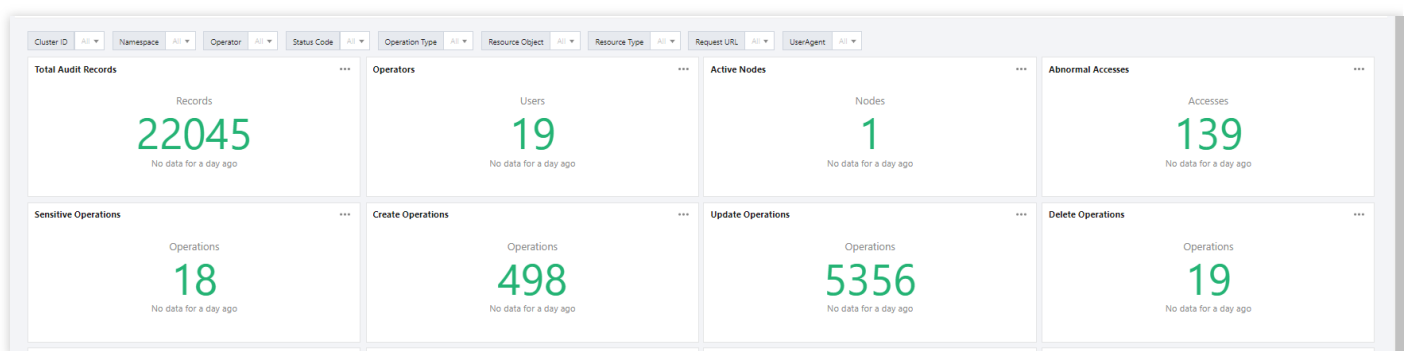 Cluster ID All Namespace All Operator All Status Code All Operation Type All Resource Object All Resource Type All Request URL All UserAgent All
Total Audit Records
Records
22045
No data for a day ago
Operators
Users
19
No data for a day ago
Active Nodes
Nodes
1
No data for a day ago
Abnormal Accesses
Accesses
139
No data for a day ago
Sensitive Operations
Operations
18
No data for a day ago
Create Operations
Operations
498
No data for a day ago
Update Operations
Operations
5356
No data for a day ago
Delete Operations
Operations
19
No data for a day ago